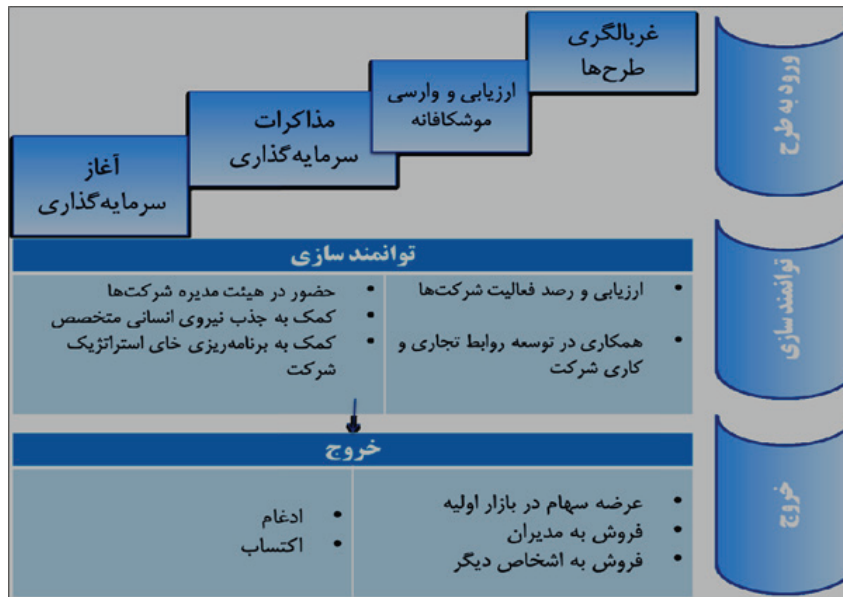 غربالگری
طرح‌ها
ارزیابی و وارسی
موشکافانه
مذاکرات
سرمایه‌گذاری
آغاز
سرمایه‌گذاری
ورود به طرح
توانمند سازی
• ارزیابی و رصد فعالیت شرکت‌ها
• همکاری در توسعه روابط تجاری و
کاری شرکت
• حضور در هیئت مدیره شرکت‌ها
• کمک به جذب نیروی انسانی متخصص
• کمک به برنامه‌ریزی خای استراتژیک
شرکت
توانمند سازی
خروج
• عرضه سهام در بازار اولیه
• فروش به مدیران
• فروش به اشخاص دیگر
• ادغام
• اکتساب
خروج